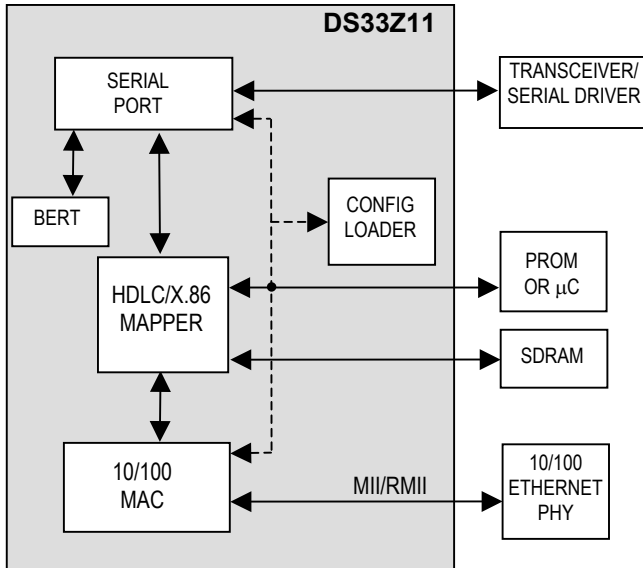 DS33Z11
SERIAL
PORT
TRANSCEIVER/
SERIAL DRIVER
BERT
CONFIG
LOADER
HDLC/X.86
MAPPER
PROM
OR μC
SDRAM
10/100
MAC
MII/RMII
10/100
ETHERNET
PHY